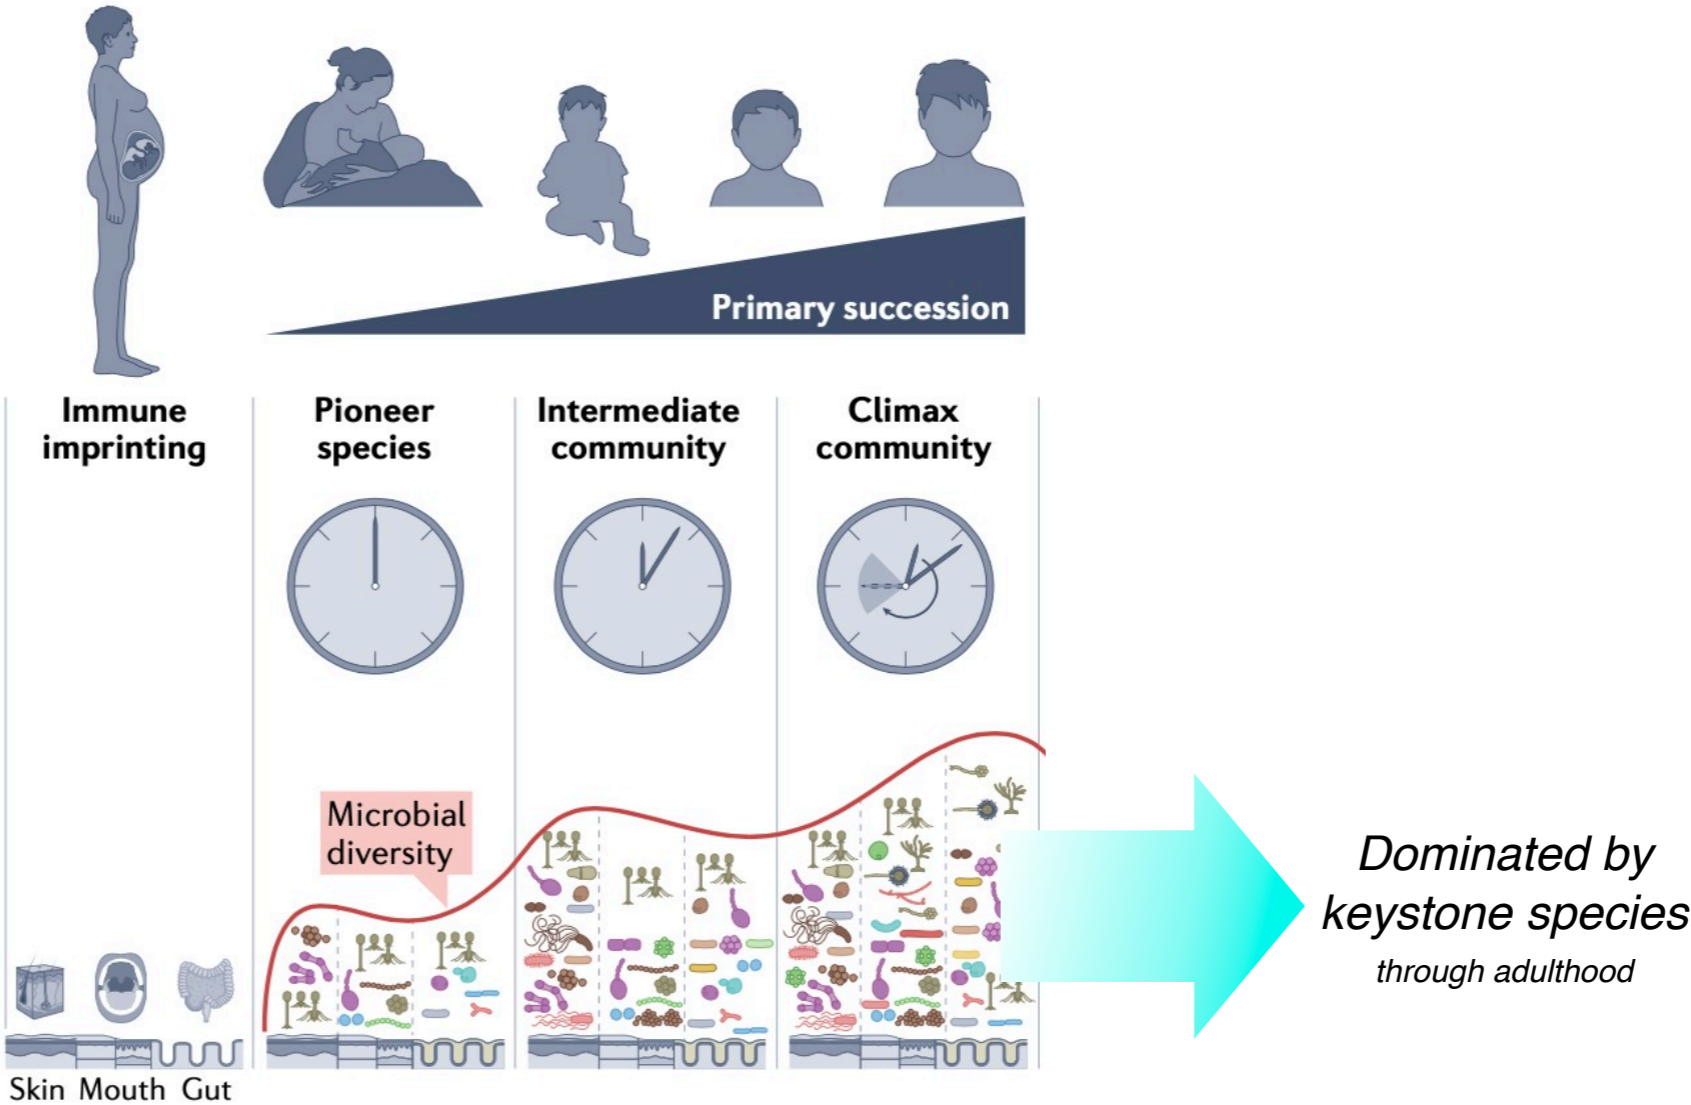 Primary succession
Immune
imprinting
Pioneer
species
Intermediate
community
Climax
community
Microbial
diversity
Dominated by
keystone species
through adulthood
Skin Mouth Gut